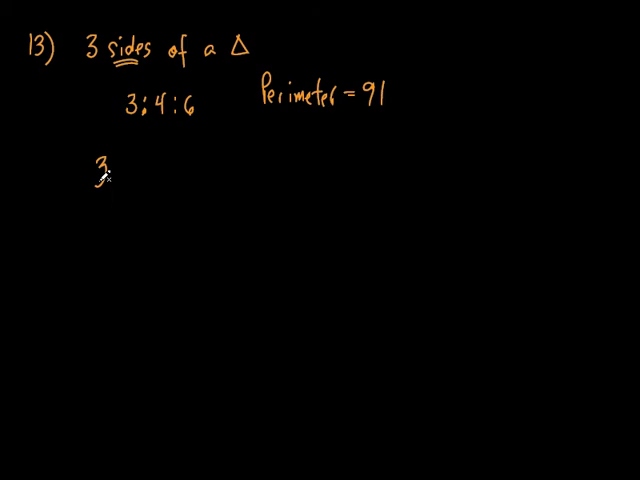 13) 3 sides of a Δ
3:4:6 Perimeter = 91
3